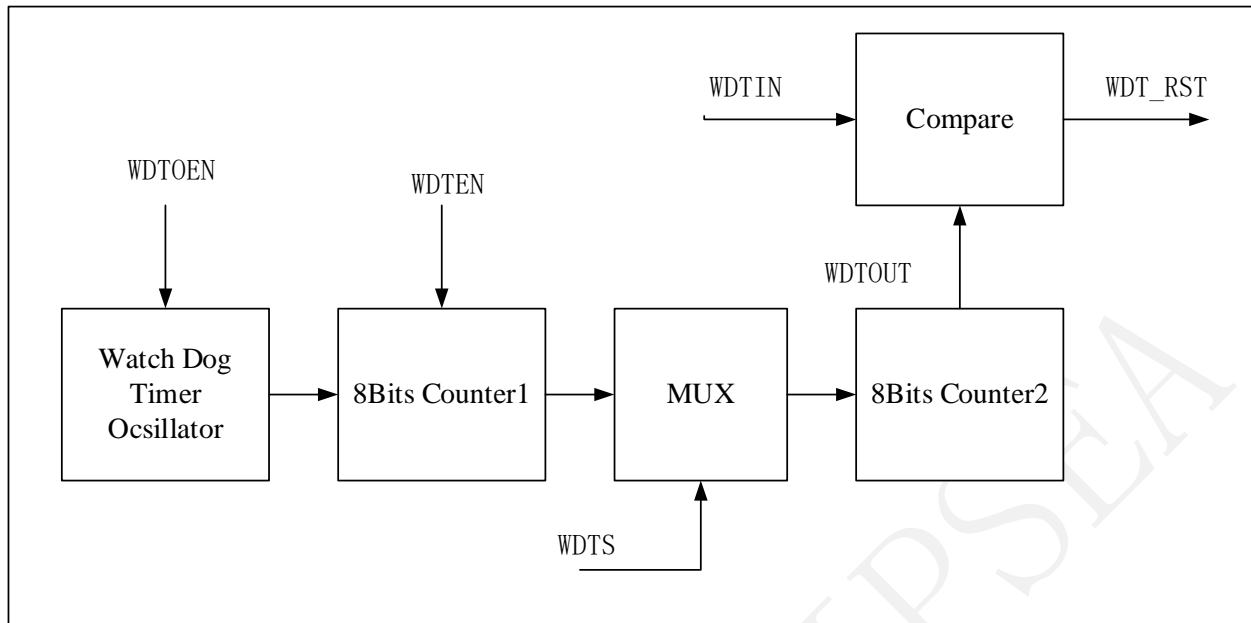 WDTIN
WDT_RST
Compare
WDTOEN
WDTEN
WDTOUT
Watch Dog
Timer
Ocsillator
8Bits Counter1
MUX
8Bits Counter2
WDTS